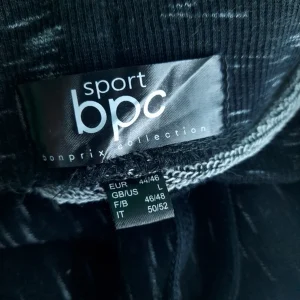 sport
bpc
bonprix collection
EUR 44/46
GB/US L
F/B 46/48
IT 50/52